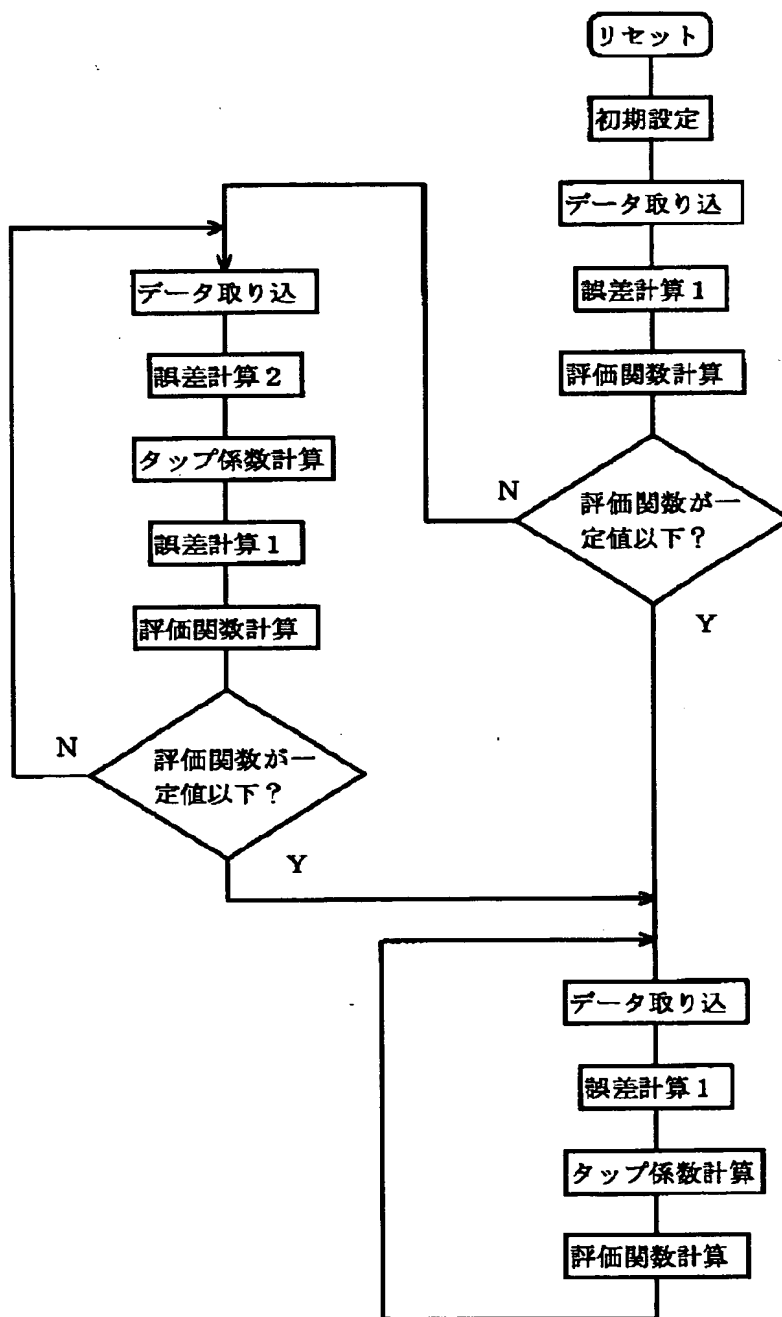 リセット
初期設定
データ取り込
誤差計算1
評価関数計算
評価関数が一
定値以下?
N
Y
データ取り込
誤差計算2
タップ係数計算
誤差計算1
評価関数計算
評価関数が一
定値以下?
N
Y
データ取り込
誤差計算1
タップ係数計算
評価関数計算